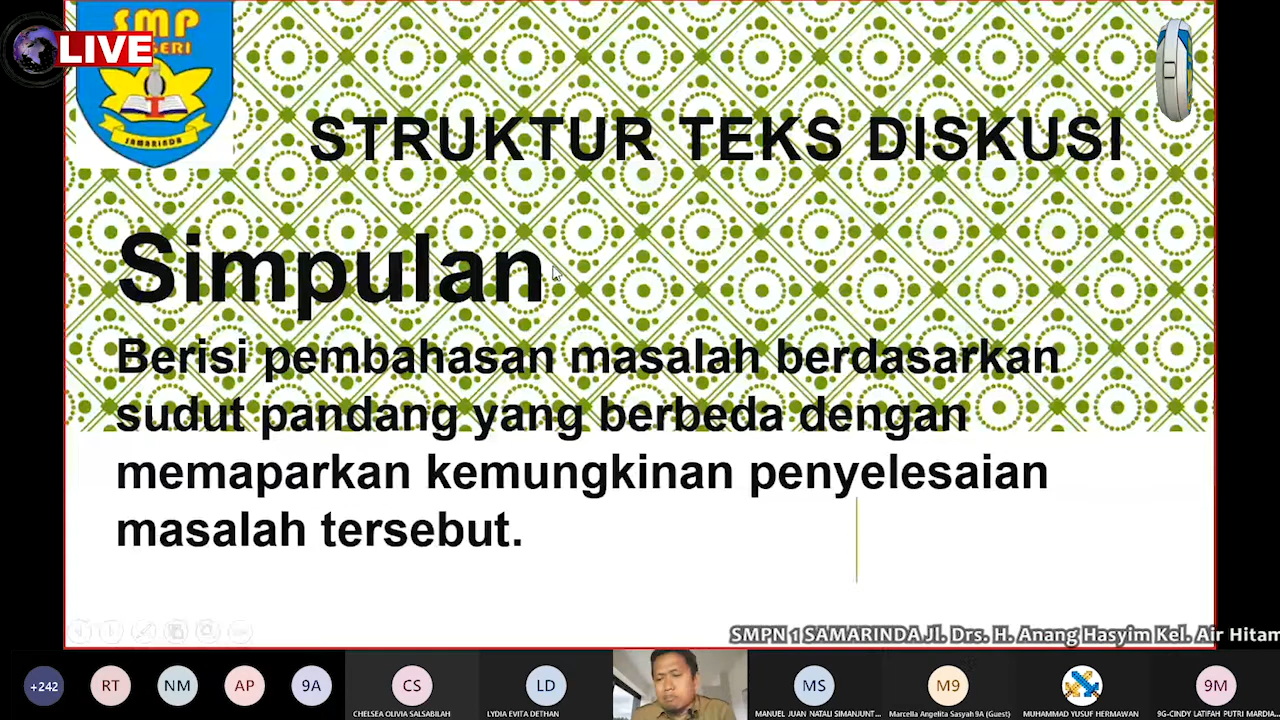 LIVE
SMP
NEGERI
1
SAMARINDA
STRUKTUR TEKS DISKUSI
Simpulan
Berisi pembahasan masalah berdasarkan
sudut pandang yang berbeda dengan
memaparkan kemungkinan penyelesaian
masalah tersebut.
SMPN 1 SAMARINDA Jl. Drs. H. Anang Hasyim Kel. Air Hitam
+242
RT
NM
AP
9A
CS
LD
MS
M9
9M
CHELSEA OLIVIA SALSABILAH
LYDIA EVITA DETHAN
MANUEL JUAN NATALI SIMANJUNT...
Marcella Angelita Sasyah 9A (Guest)
MUHAMMAD YUSUF HERMAWAN
9G-CINDY LATIFAH PUTRI MARDIA...